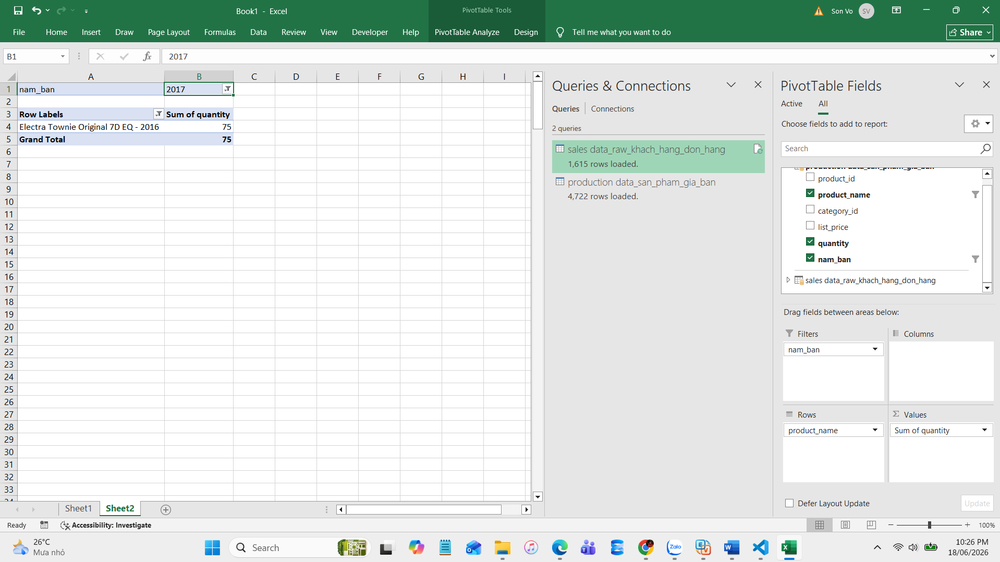 Book1 - Excel
PivotTable Tools
Son Vo
SV
File
Home
Insert
Draw
Page Layout
Formulas
Data
Review
View
Developer
Help
PivotTable Analyze
Design
Tell me what you want to do
Share
B1
fx
2017
A B C D E F G H I
1 nam_ban 2017
2
3 Row Labels Sum of quantity
4 Electra Townie Original 7D EQ - 2016 75
5 Grand Total 75
6
7
8
9
10
11
12
13
14
15
16
17
18
19
20
21
22
23
24
25
26
27
28
29
30
31
32
33
Sheet1
Sheet2
Queries & Connections
Queries
Connections
2 queries
sales data_raw_khach_hang_don_hang
1,615 rows loaded.
production data_san_pham_gia_ban
4,722 rows loaded.
PivotTable Fields
Active
All
Choose fields to add to report:
Search
production data_san_pham_gia_ban
product_id
product_name
category_id
list_price
quantity
nam_ban
sales data_raw_khach_hang_don_hang
Drag fields between areas below:
Filters
Columns
nam_ban
Rows
Σ Values
product_name
Sum of quantity
Defer Layout Update
Update
Ready
Accessibility: Investigate
100%
26°C
Mưa nhỏ
Search
Zalo
10:26 PM
18/06/2026